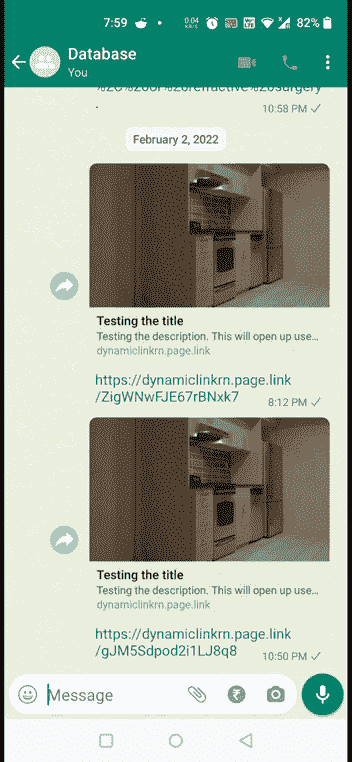 7:59
0.04
KB/S
82%
Database
You
%2C%20or%20refractive%20surgery
.
10:58 PM
February 2, 2022
Testing the title
Testing the description. This will open up use...
dynamiclinkrn.page.link
https://dynamiclinkrn.page.link
/ZigWNwFJE67rBNxk7
8:12 PM
Testing the title
Testing the description. This will open up use...
dynamiclinkrn.page.link
https://dynamiclinkrn.page.link
/gJM5Sdpod2i1LJ8q8
10:50 PM
Message